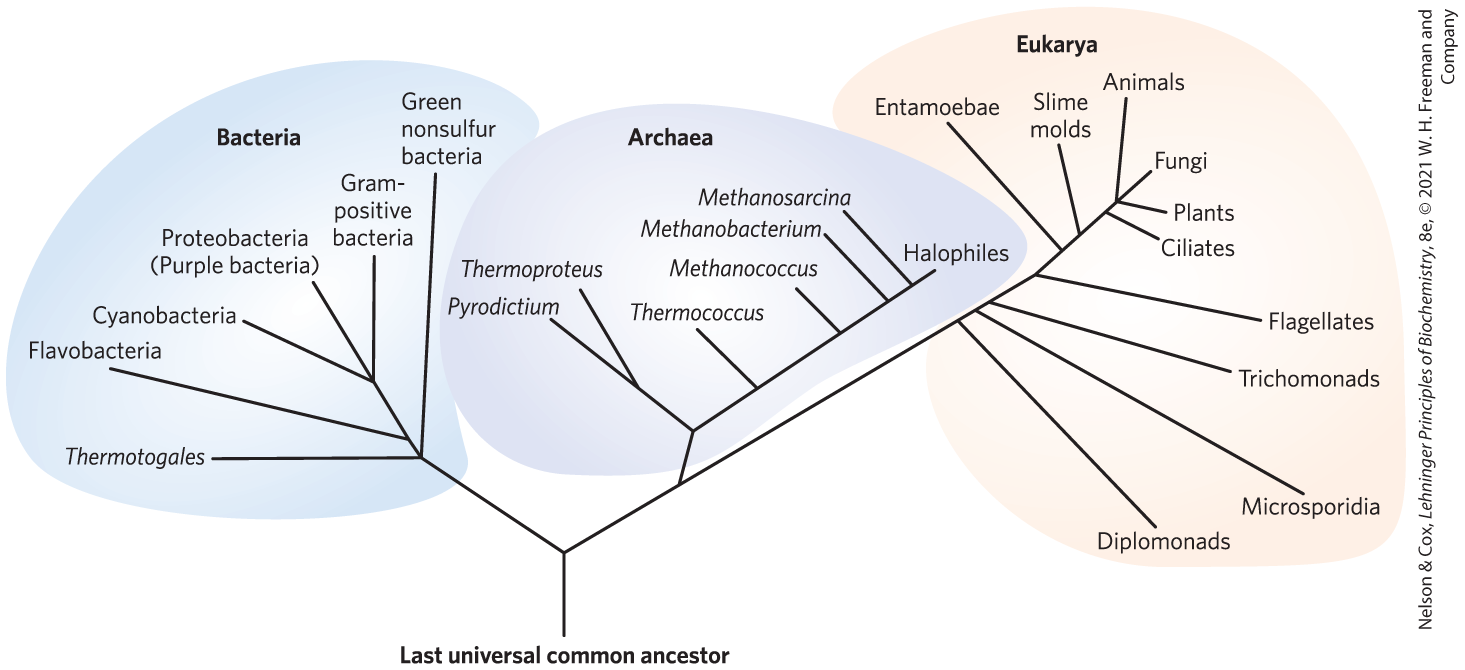 Bacteria
Green
nonsulfur
bacteria
Gram-
positive
bacteria
Proteobacteria
(Purple bacteria)
Cyanobacteria
Flavobacteria
Thermotogales
Archaea
Methanosarcina
Methanobacterium
Halophiles
Thermoproteus
Methanococcus
Pyrodictium
Thermococcus
Eukarya
Animals
Entamoebae
Slime
molds
Fungi
Plants
Ciliates
Flagellates
Trichomonads
Microsporidia
Diplomonads
Last universal common ancestor
Nelson & Cox, Lehninger Principles of Biochemistry, 8e, © 2021 W. H. Freeman and
Company